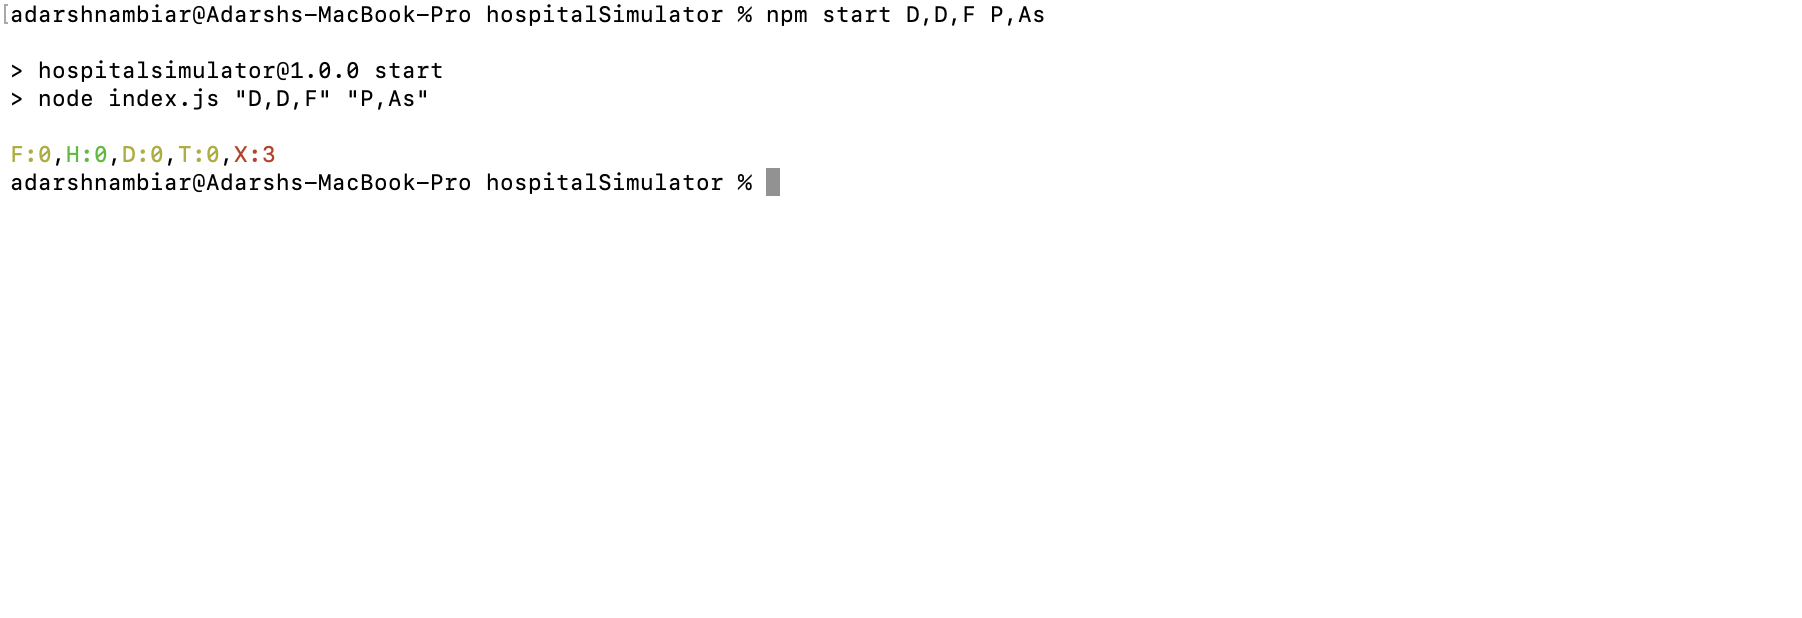 [adarshnambiar@Adarshs-MacBook-Pro hospitalSimulator % npm start D,D,F P,As
> hospitalsimulator@1.0.0 start
> node index.js "D,D,F" "P,As"
F:0,H:0,D:0,T:0,X:3
adarshnambiar@Adarshs-MacBook-Pro hospitalSimulator %